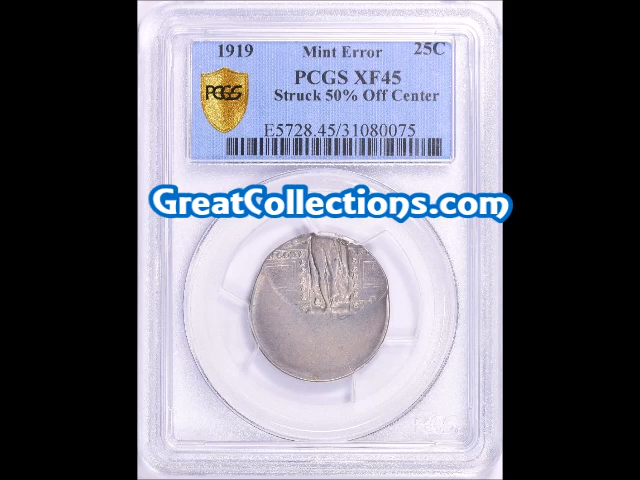 1919 Mint Error 25C
PCGS PCGS XF45
Struck 50% Off Center
E5728.45/31080075
GreatCollections.com